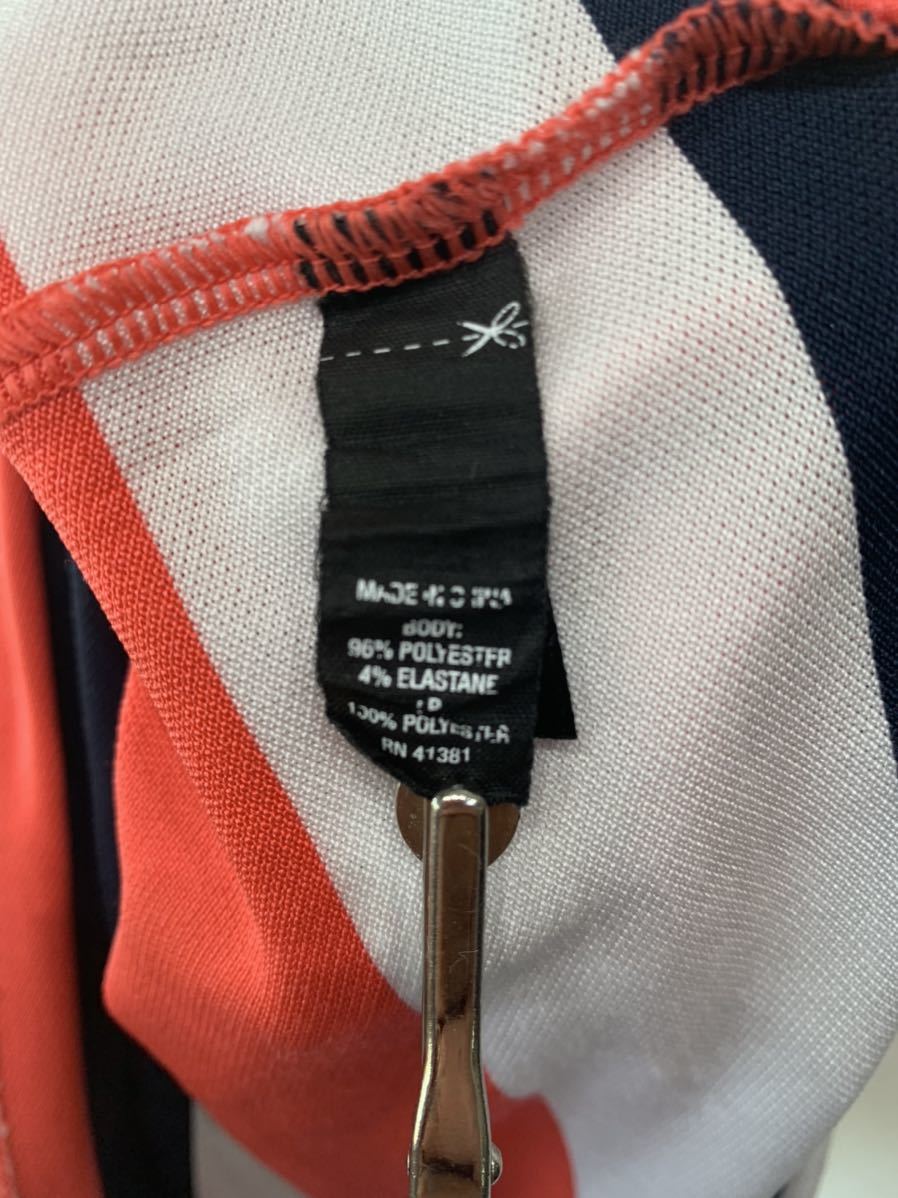 MADE IN CHINA
BODY:
96% POLYESTER
4% ELASTANE
100% POLYESTER
RN 41381